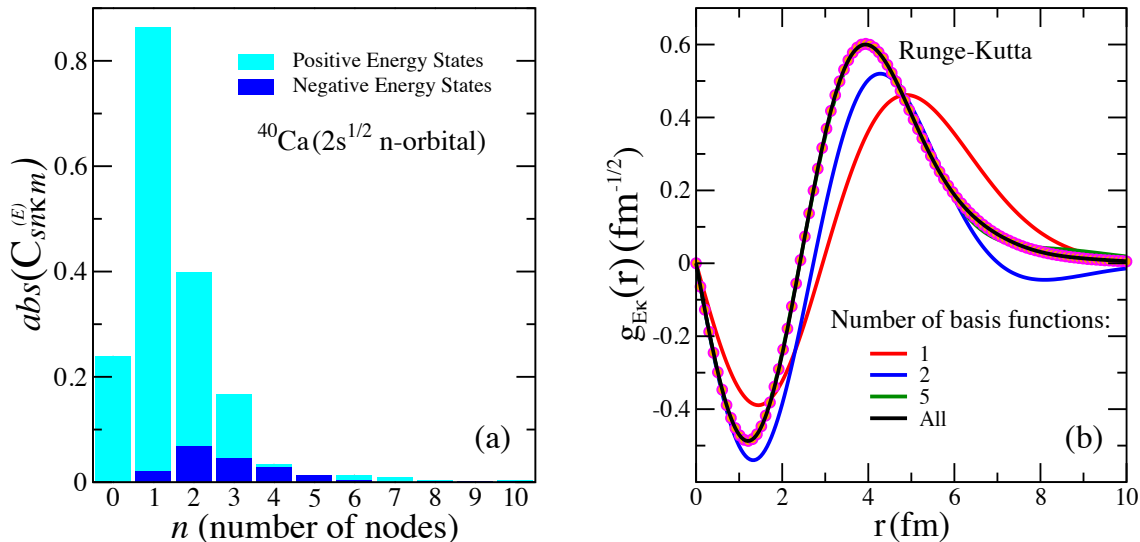 abs(C_{snκm}^{(E)})
0.8
0.6
0.4
0.2
0
Positive Energy States
Negative Energy States
⁴⁰Ca(2s^{1/2} n-orbital)
(a)
0 1 2 3 4 5 6 7 8 9 10
n (number of nodes)
g_{Eκ}(r) (fm^{-1/2})
0.6
0.4
0.2
0
-0.2
-0.4
Runge-Kutta
Number of basis functions:
1
2
5
All
(b)
0 2 4 6 8 10
r (fm)